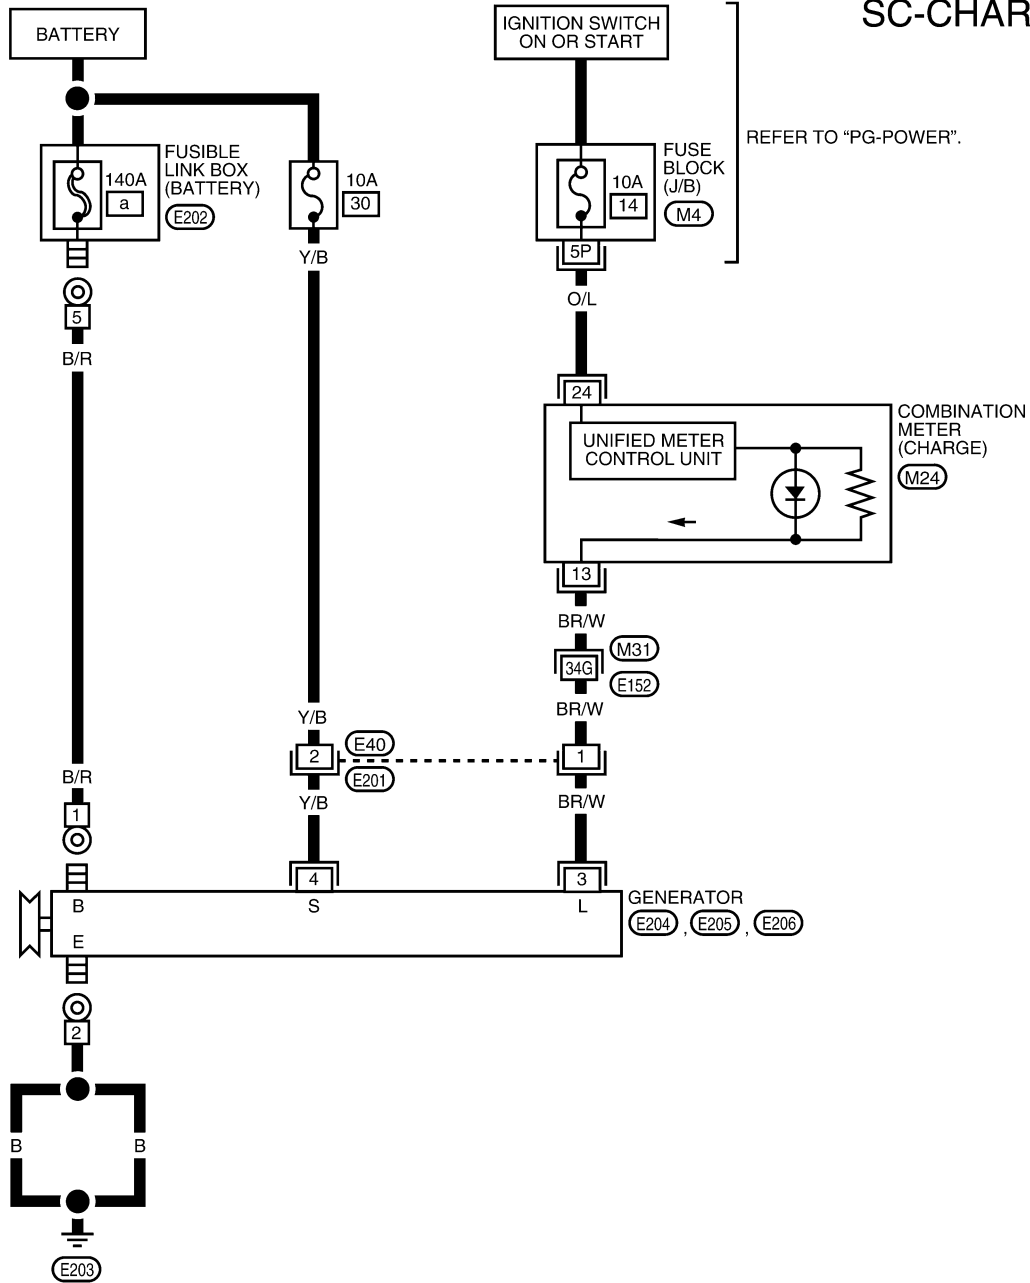 SC-CHAR
BATTERY
IGNITION SWITCH
ON OR START
REFER TO “PG-POWER”.
FUSIBLE
LINK BOX
(BATTERY)
E202
140A
a
10A
30
FUSE
BLOCK
(J/B)
M4
10A
14
5P
Y/B
O/L
5
B/R
24
COMBINATION
METER
(CHARGE)
M24
UNIFIED METER
CONTROL UNIT
13
BR/W
M31
34G
E152
BR/W
Y/B
2
E40
E201
1
B/R
Y/B
BR/W
1
4
3
B
S
L
E
GENERATOR
E204 , E205 , E206
2
B
B
E203